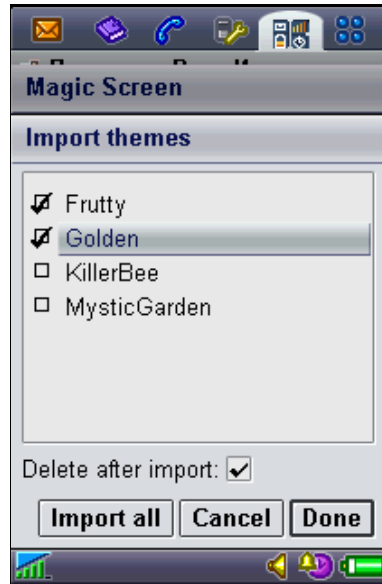 Magic Screen
Import themes
Frutty
Golden
KillerBee
MysticGarden
Delete after import:
Import all Cancel Done